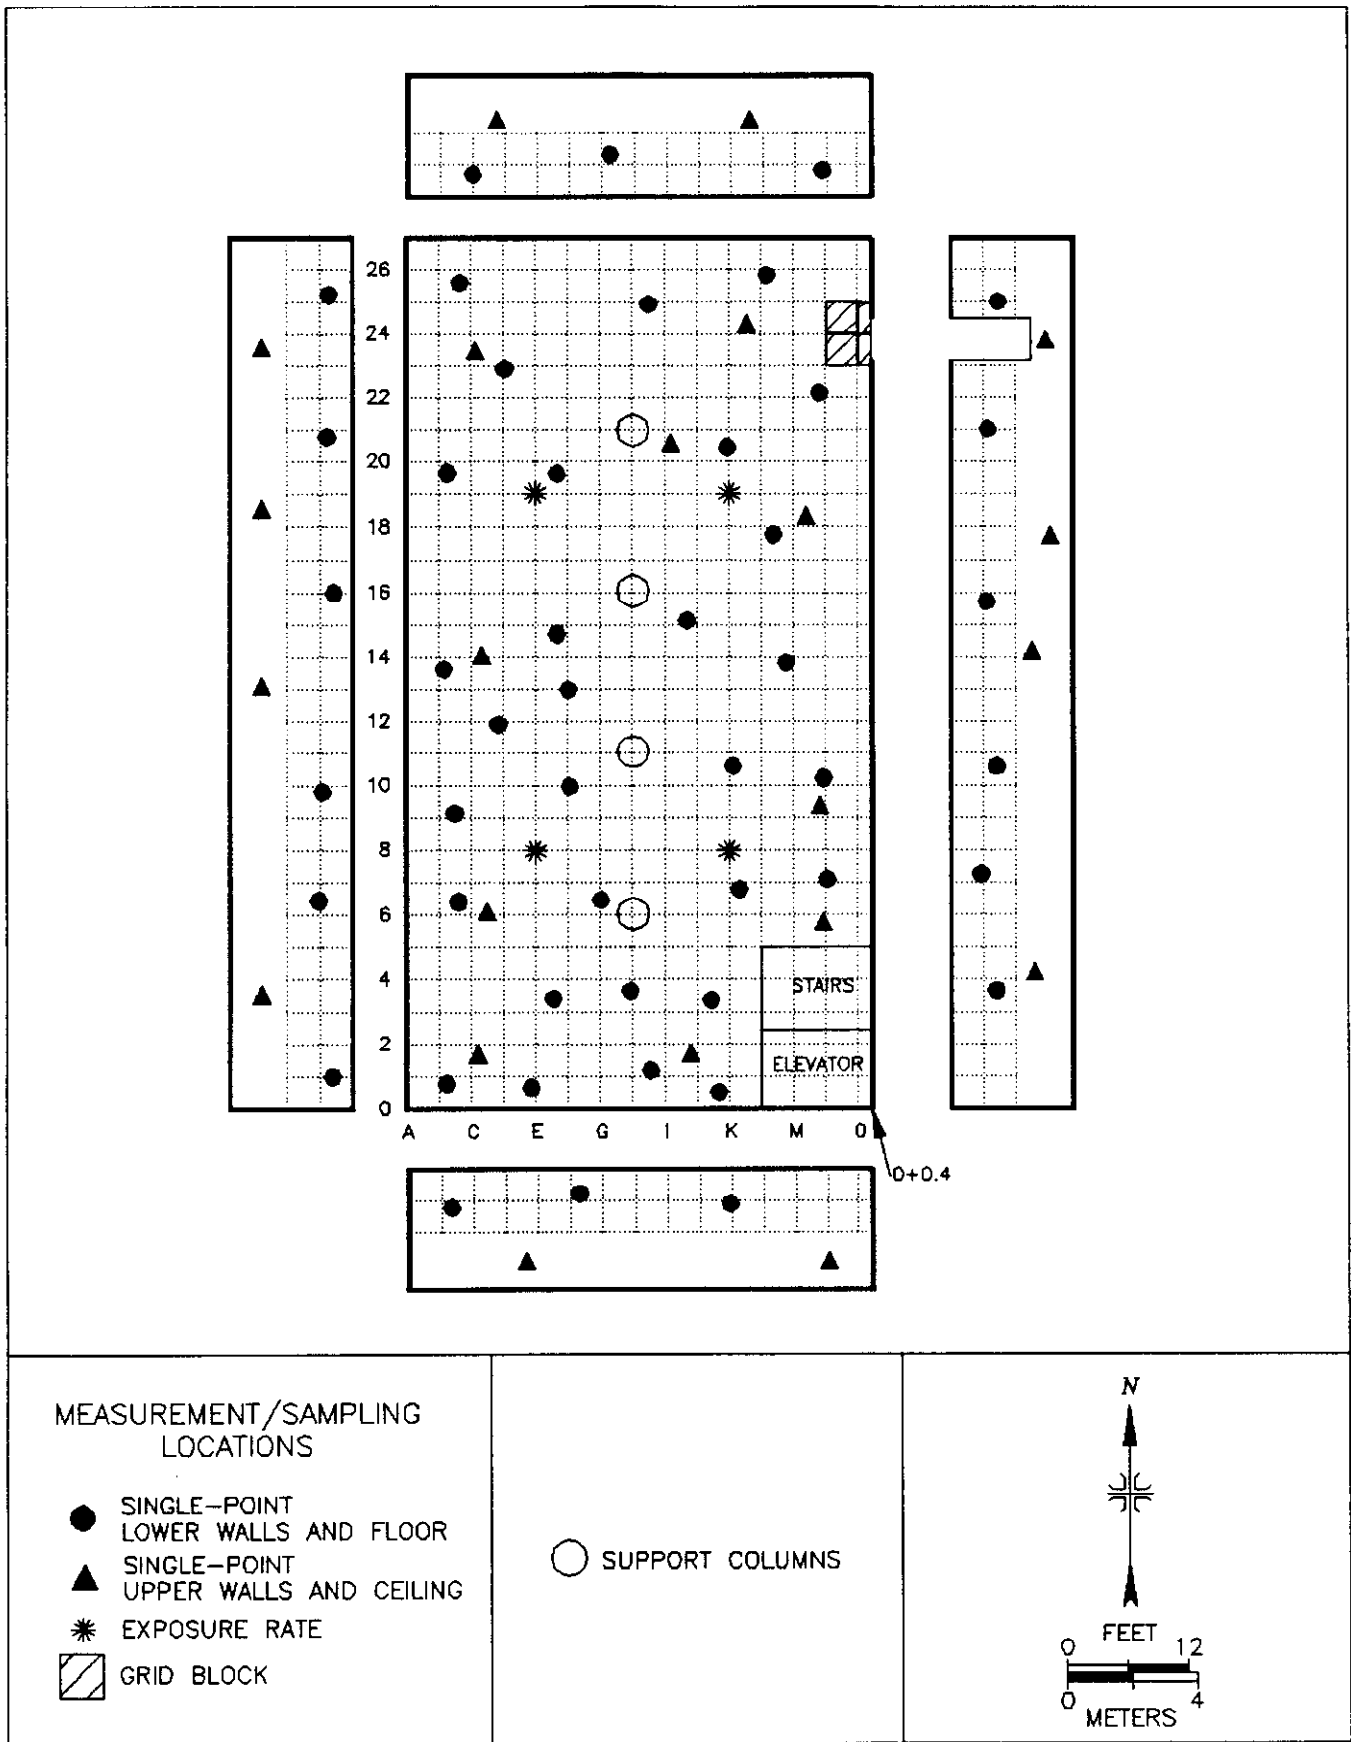 26
24
22
20
18
16
14
12
10
8
6
4
2
0
STAIRS
ELEVATOR
A C E G I K M O
0+0.4
MEASUREMENT/SAMPLING
LOCATIONS
SINGLE-POINT
LOWER WALLS AND FLOOR
SINGLE-POINT
UPPER WALLS AND CEILING
EXPOSURE RATE
GRID BLOCK
SUPPORT COLUMNS
N
FEET
0 12
0 4
METERS